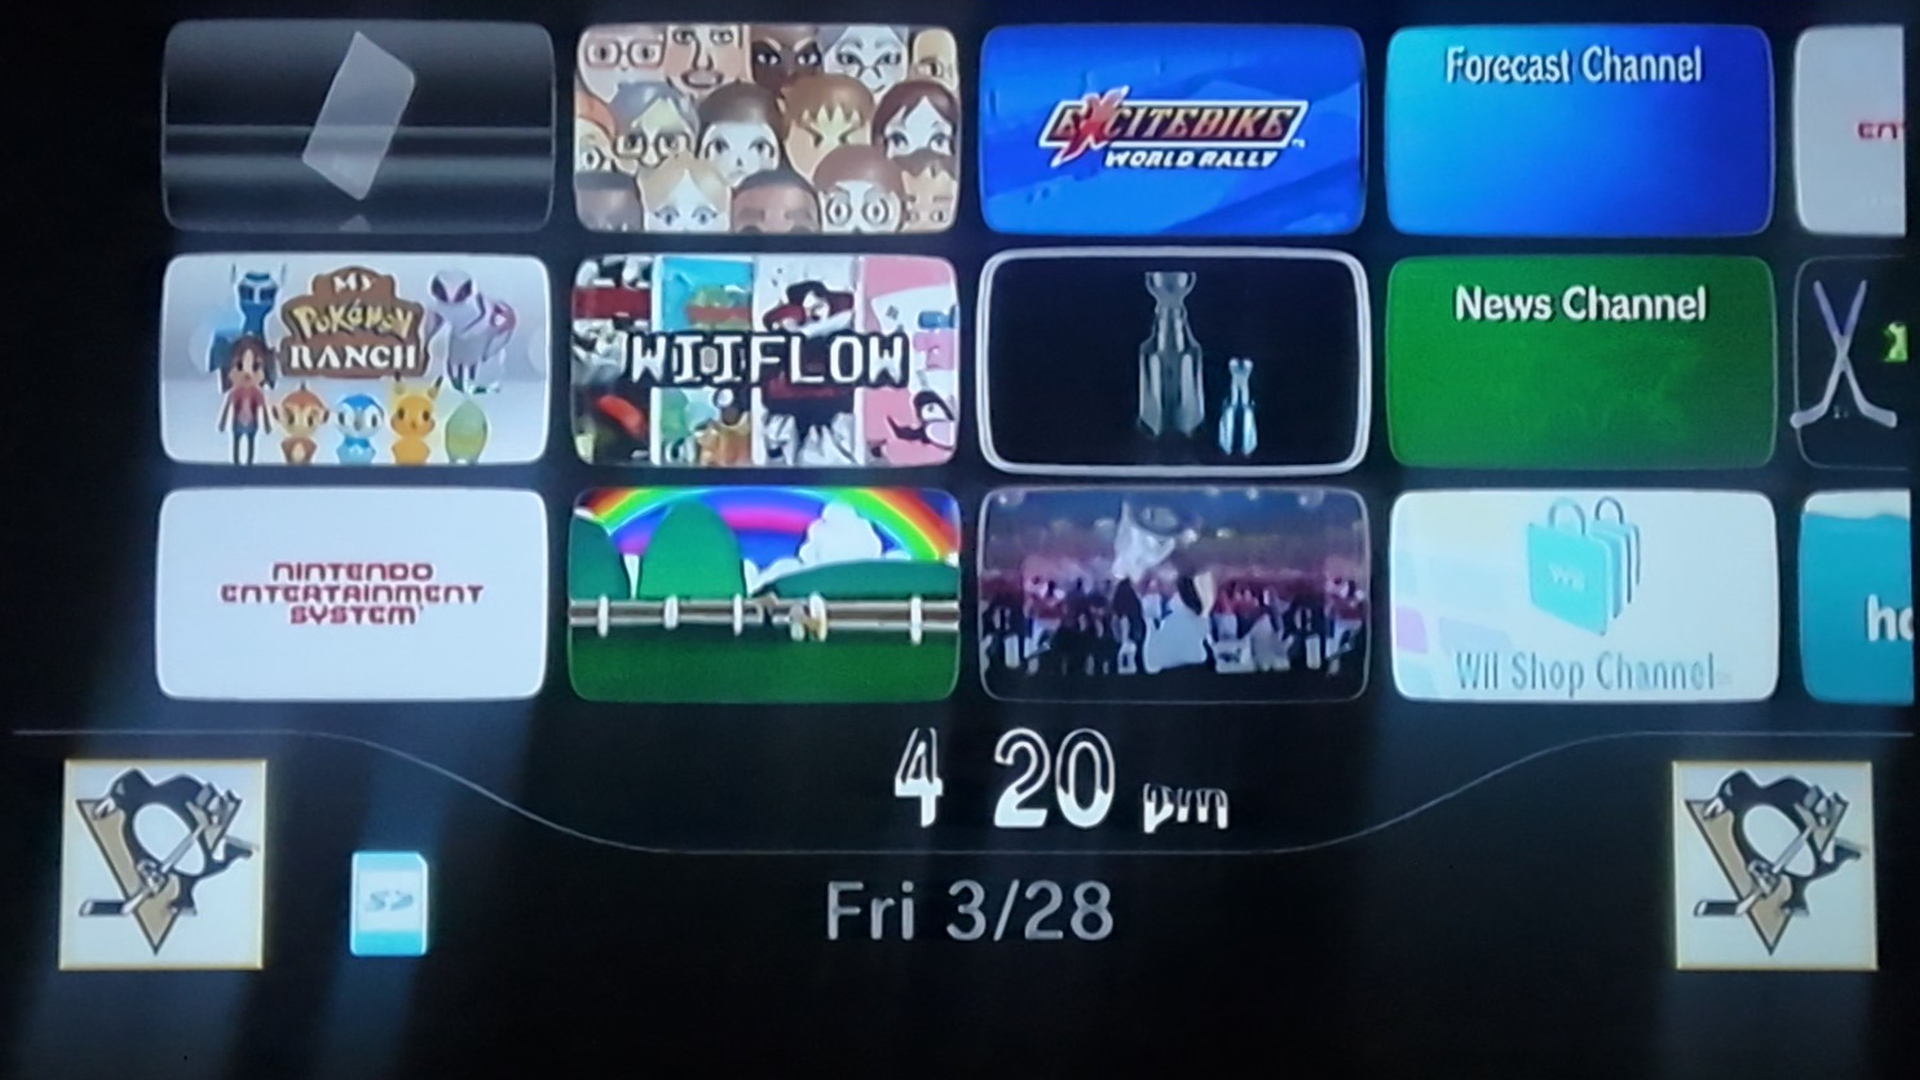 EXCITEBIKE
WORLD RALLY
Forecast Channel
MY
POKéMON
RANCH
WIIFLOW
News Channel
NINTENDO
ENTERTAINMENT
SYSTEM
Wii
Wii Shop Channel
4 20 pm
Fri 3/28